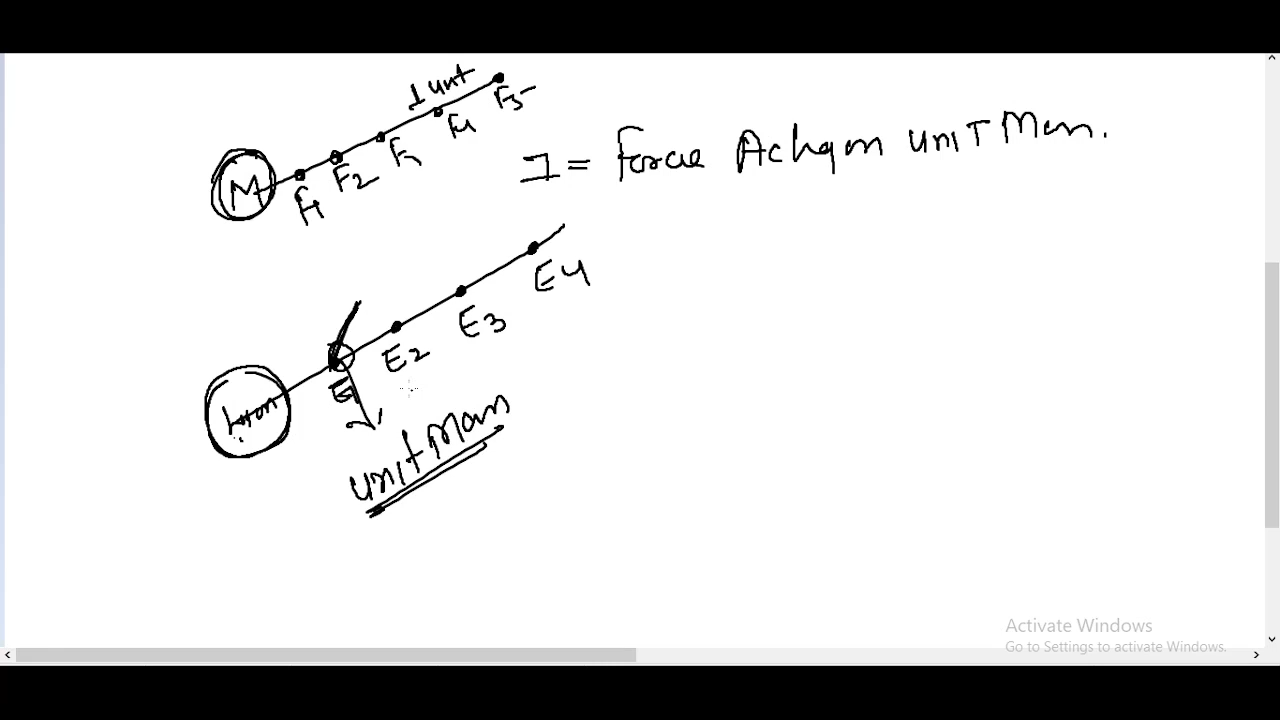 1 unit
M
F1 F2 F3 F4 F5
I = Force Acting on unit Mass.
E1 E2 E3 E4
unit Mass
Activate Windows
Go to Settings to activate Windows.